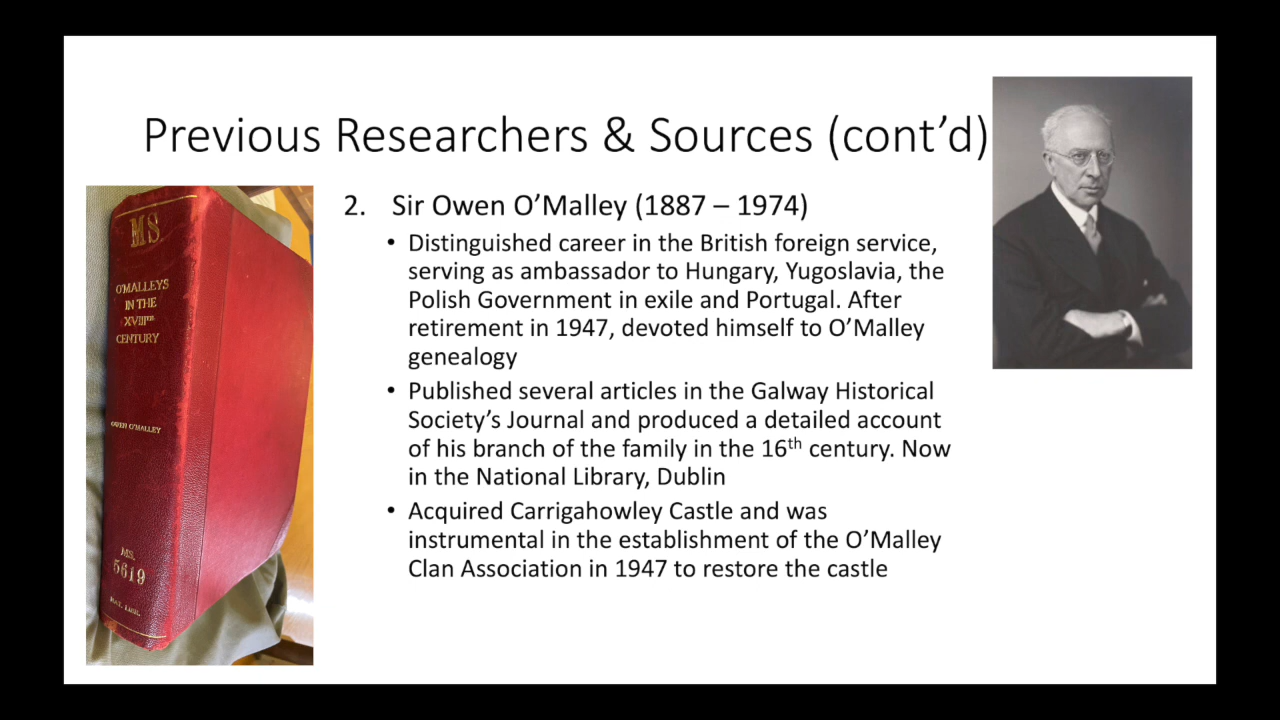 Previous Researchers & Sources (cont’d)
2. Sir Owen O’Malley (1887 – 1974)
• Distinguished career in the British foreign service,
serving as ambassador to Hungary, Yugoslavia, the
Polish Government in exile and Portugal. After
retirement in 1947, devoted himself to O’Malley
genealogy
• Published several articles in the Galway Historical
Society’s Journal and produced a detailed account
of his branch of the family in the 16th century. Now
in the National Library, Dublin
• Acquired Carrigahowley Castle and was
instrumental in the establishment of the O’Malley
Clan Association in 1947 to restore the castle
MS
O'MALLEYS
IN THE
XVIIITH
CENTURY
OWEN O'MALLEY
MS.
5619